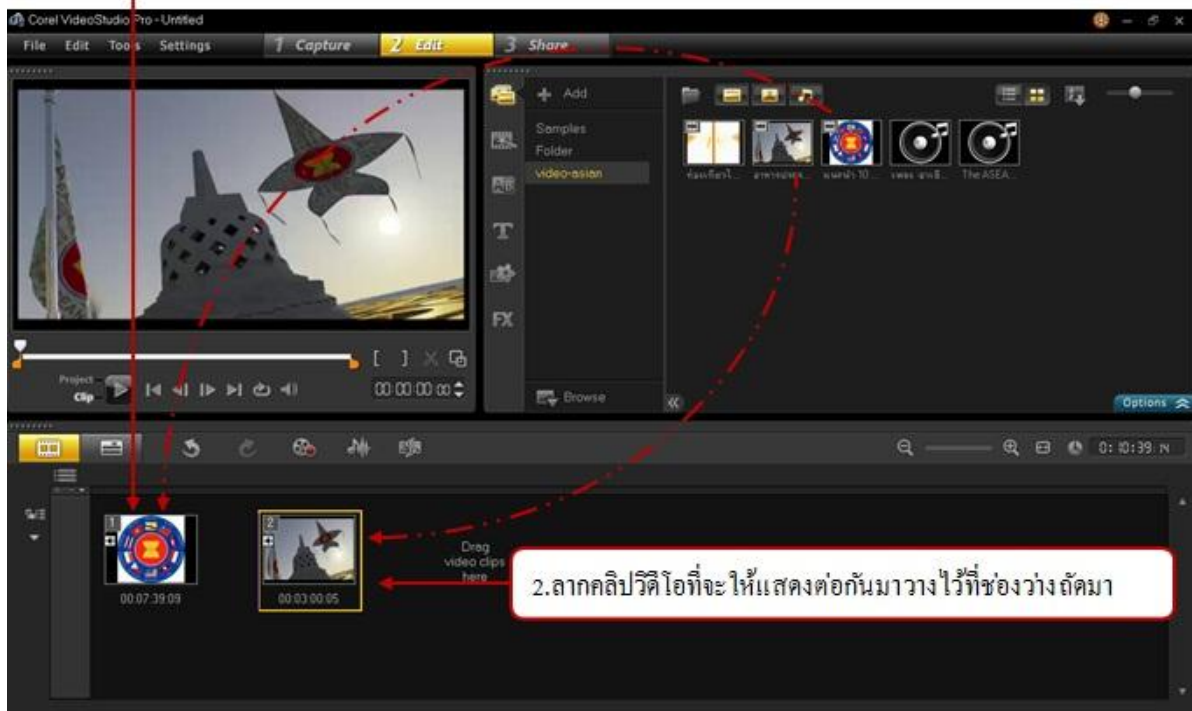 Corel VideoStudio Pro - Untitled
File Edit Tools Settings 1 Capture 2 Edit 3 Share
Add
Samples
Folder
video-asian
The ASEA...
Project
Clip
00:00:00:00
Browse
Options
0:10:39:14
1
2
Drag
video clips
here
00:07:39:09
00:03:00:05
2.ลากคลิปวิดีโอที่จะให้แสดงต่อกันมาวางไว้ที่ช่องว่างถัดมา
FX